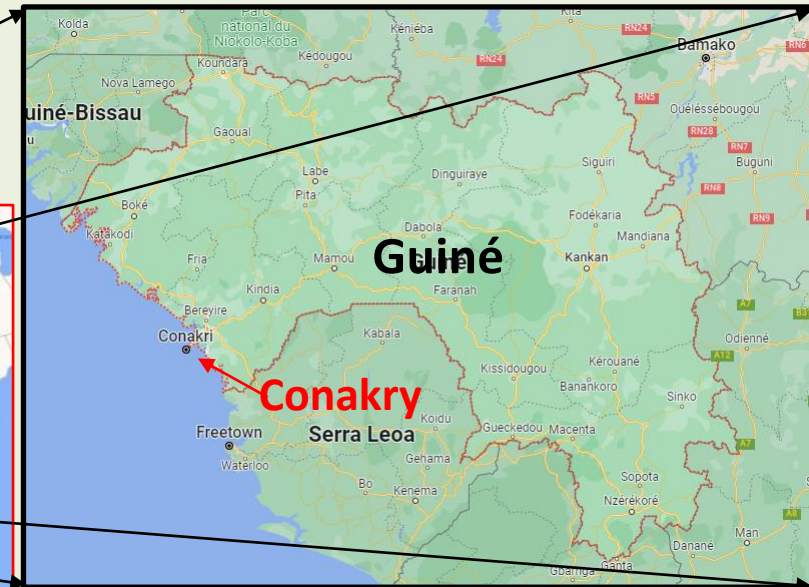 Kolda
Parc
national du
Niokolo-Koba
Kéniéba
Kita
RN24
RN6
Bamako
Koundara
Kédougou
RN24
Nova Lamego
RN5
Ouéléssébougou
uiné-Bissau
u
RN28
Gaoual
RN7
Siguiri
Buguni
Labe
Dinguiraye
Pita
RN8
Boké
Fodékaria
RN9
Katakodi
Dabola
Mandiana
Guiné
Fria
Mamou
Kankan
Kindia
Faranah
Bereyire
A7
B3
Conakri
Kabala
Odienné
A12
Kissidougou
Kérouané
Conakry
Banankoro
Sinko
Freetown
Serra Leoa
Koidu
Gueckedou
Macenta
A7
Waterloo
Gehama
Bo
Kenema
Sopota
Nzérékoré
A8
Man
Danané
Gbarnga
Ganta